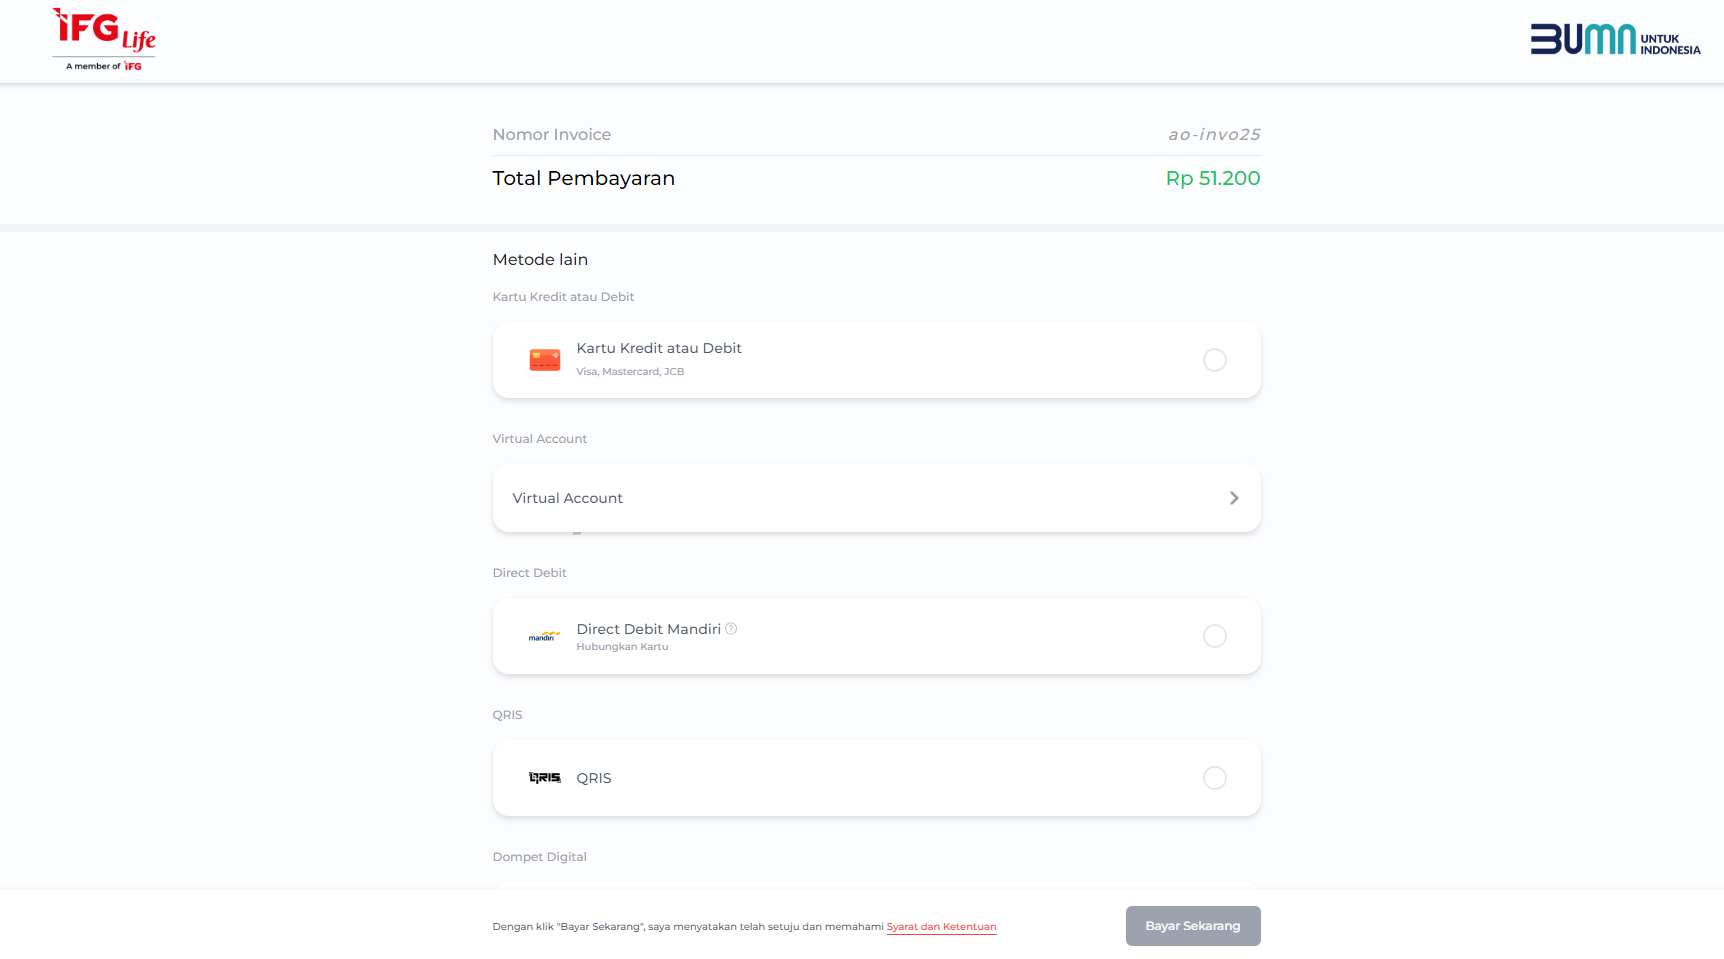 iFG Life
A member of iFG
BUMN UNTUK INDONESIA
Nomor Invoice ao-invo25
Total Pembayaran Rp 51.200
Metode lain
Kartu Kredit atau Debit
Kartu Kredit atau Debit
Visa, Mastercard, JCB
Virtual Account
Virtual Account
Direct Debit
mandiri
Direct Debit Mandiri ?
Hubungkan Kartu
QRIS
QRIS QRIS
Dompet Digital
Dengan klik "Bayar Sekarang", saya menyatakan telah setuju dan memahami Syarat dan Ketentuan
Bayar Sekarang